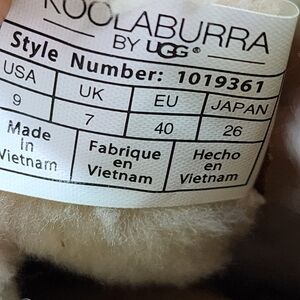 KOOLABURRA
BY UGG®
Style Number: 1019361
USA UK EU JAPAN
9 7 40 26
Made in Vietnam
Fabrique en Vietnam
Hecho en Vietnam